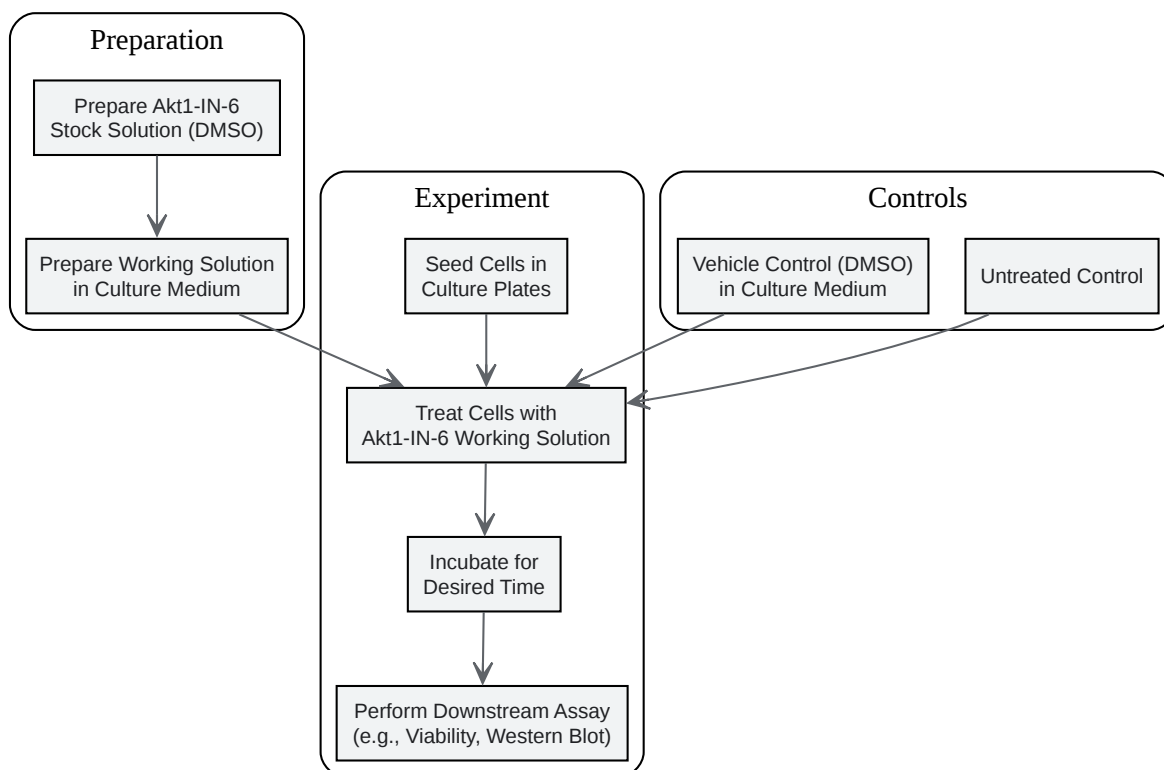 Preparation
Prepare Akt1-IN-6
Stock Solution (DMSO)
Prepare Working Solution
in Culture Medium
Experiment
Seed Cells in
Culture Plates
Treat Cells with
Akt1-IN-6 Working Solution
Incubate for
Desired Time
Perform Downstream Assay
(e.g., Viability, Western Blot)
Controls
Vehicle Control (DMSO)
in Culture Medium
Untreated Control